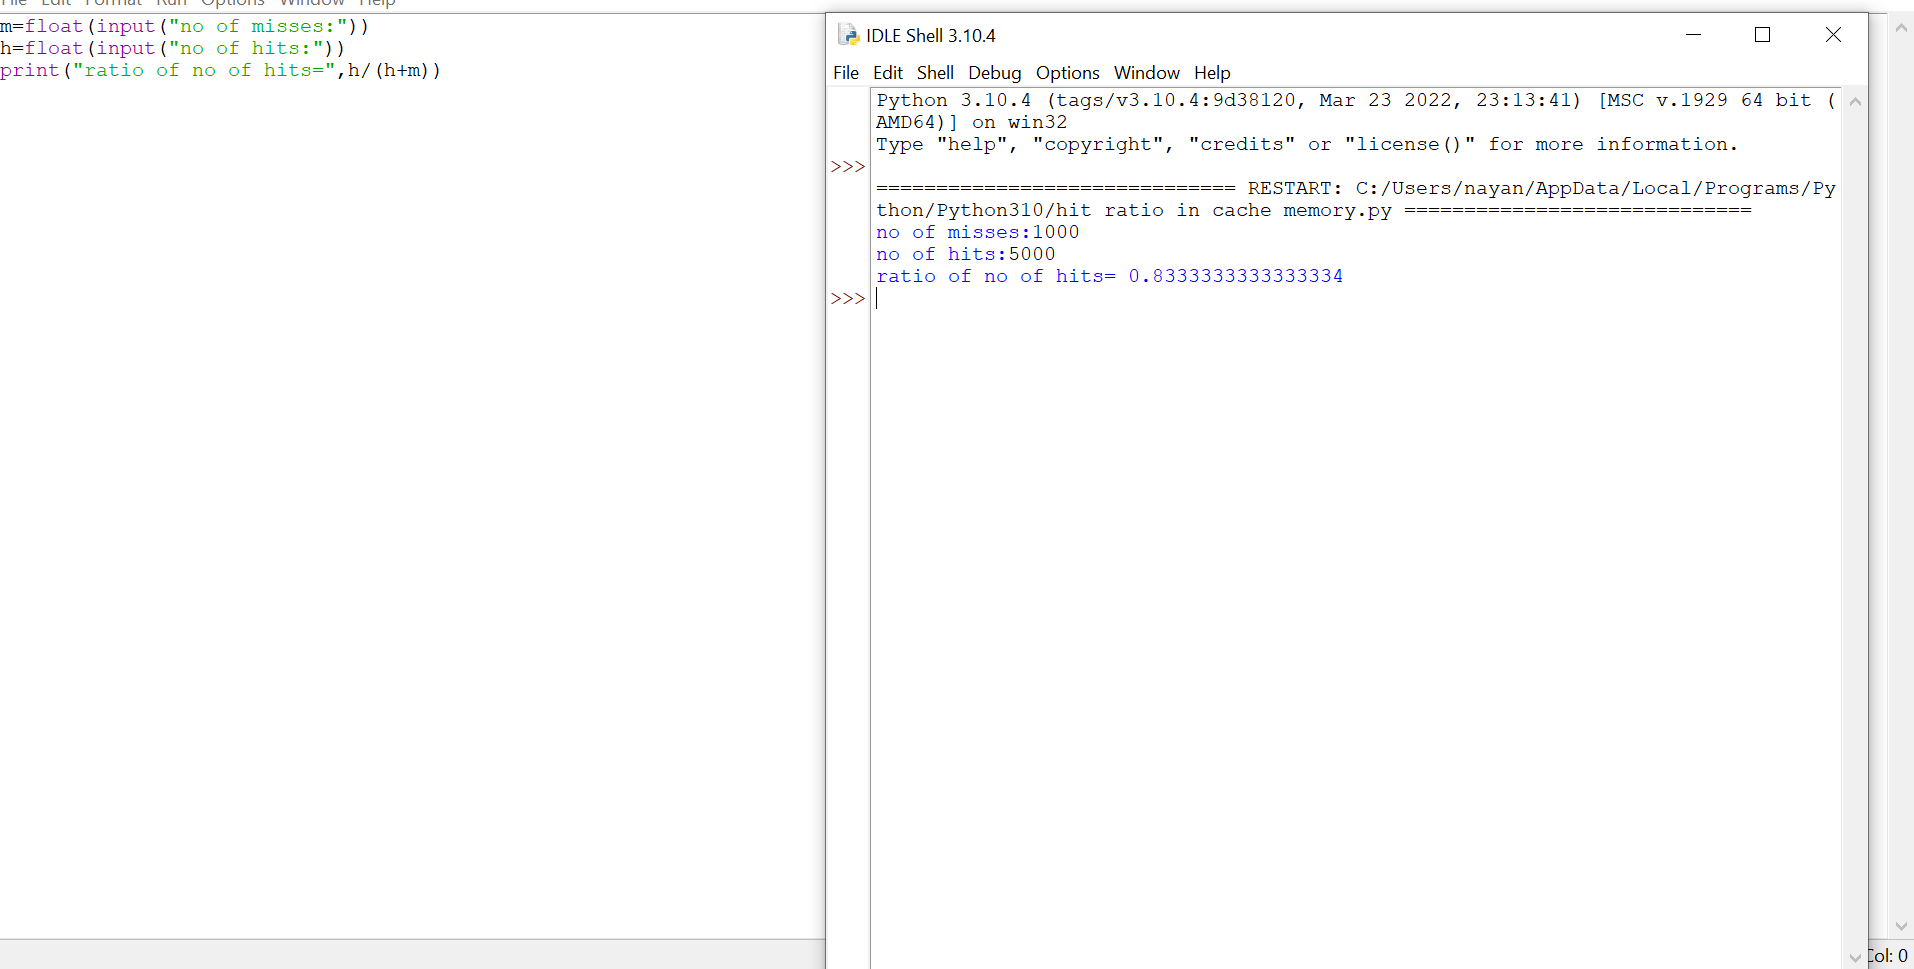 File Edit Format Run Options Window Help
m=float(input("no of misses:"))
h=float(input("no of hits:"))
print("ratio of no of hits=",h/(h+m))
IDLE Shell 3.10.4
File Edit Shell Debug Options Window Help
Python 3.10.4 (tags/v3.10.4:9d38120, Mar 23 2022, 23:13:41) [MSC v.1929 64 bit (
AMD64)] on win32
Type "help", "copyright", "credits" or "license()" for more information.
>>>
============================== RESTART: C:/Users/nayan/AppData/Local/Programs/Py
thon/Python310/hit ratio in cache memory.py =============================
no of misses:1000
no of hits:5000
ratio of no of hits= 0.8333333333333334
>>>
Col: 0